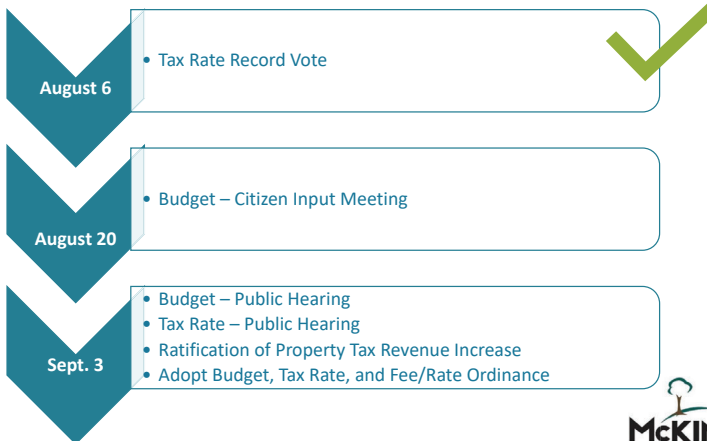 August 6
• Tax Rate Record Vote
August 20
• Budget – Citizen Input Meeting
Sept. 3
• Budget – Public Hearing
• Tax Rate – Public Hearing
• Ratification of Property Tax Revenue Increase
• Adopt Budget, Tax Rate, and Fee/Rate Ordinance